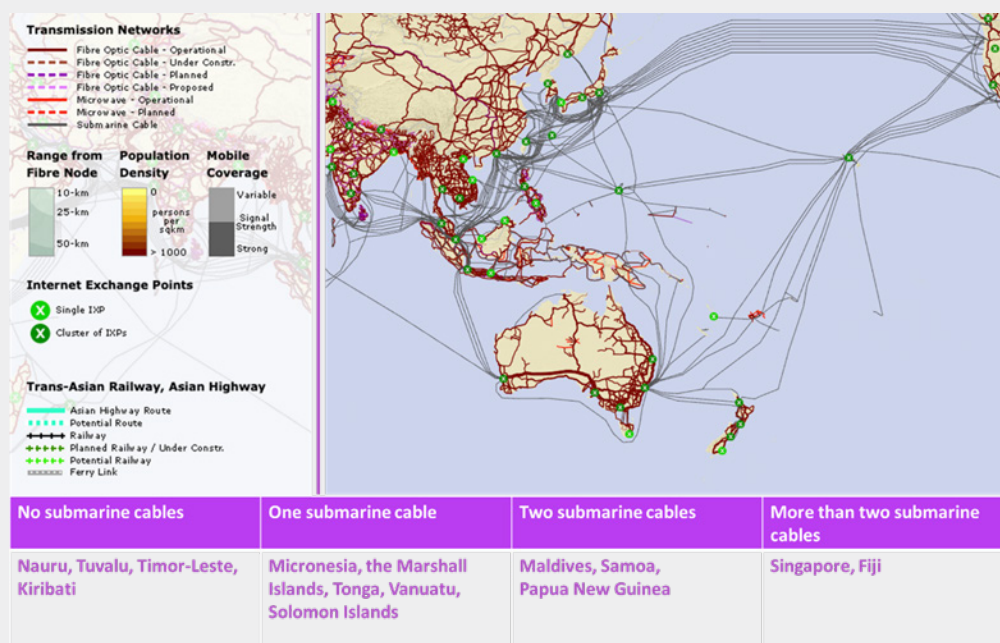 Transmission Networks
Fibre Optic Cable - Operational
Fibre Optic Cable - Under Constr.
Fibre Optic Cable - Planned
Fibre Optic Cable - Proposed
Microwave - Operational
Microwave - Planned
Submarine Cable
Range from Fibre Node
10-km
25-km
50-km
Population Density
0
persons
per
sqkm
> 1000
Mobile Coverage
Variable
Signal
Strength
Strong
Internet Exchange Points
X Single IXP
X Cluster of IXPs
Trans-Asian Railway, Asian Highway
Asian Highway Route
Potential Route
Railway
Planned Railway / Under Constr.
Potential Railway
Ferry Link
No submarine cables
One submarine cable
Two submarine cables
More than two submarine
cables
Nauru, Tuvalu, Timor-Leste,
Kiribati
Micronesia, the Marshall
Islands, Tonga, Vanuatu,
Solomon Islands
Maldives, Samoa,
Papua New Guinea
Singapore, Fiji